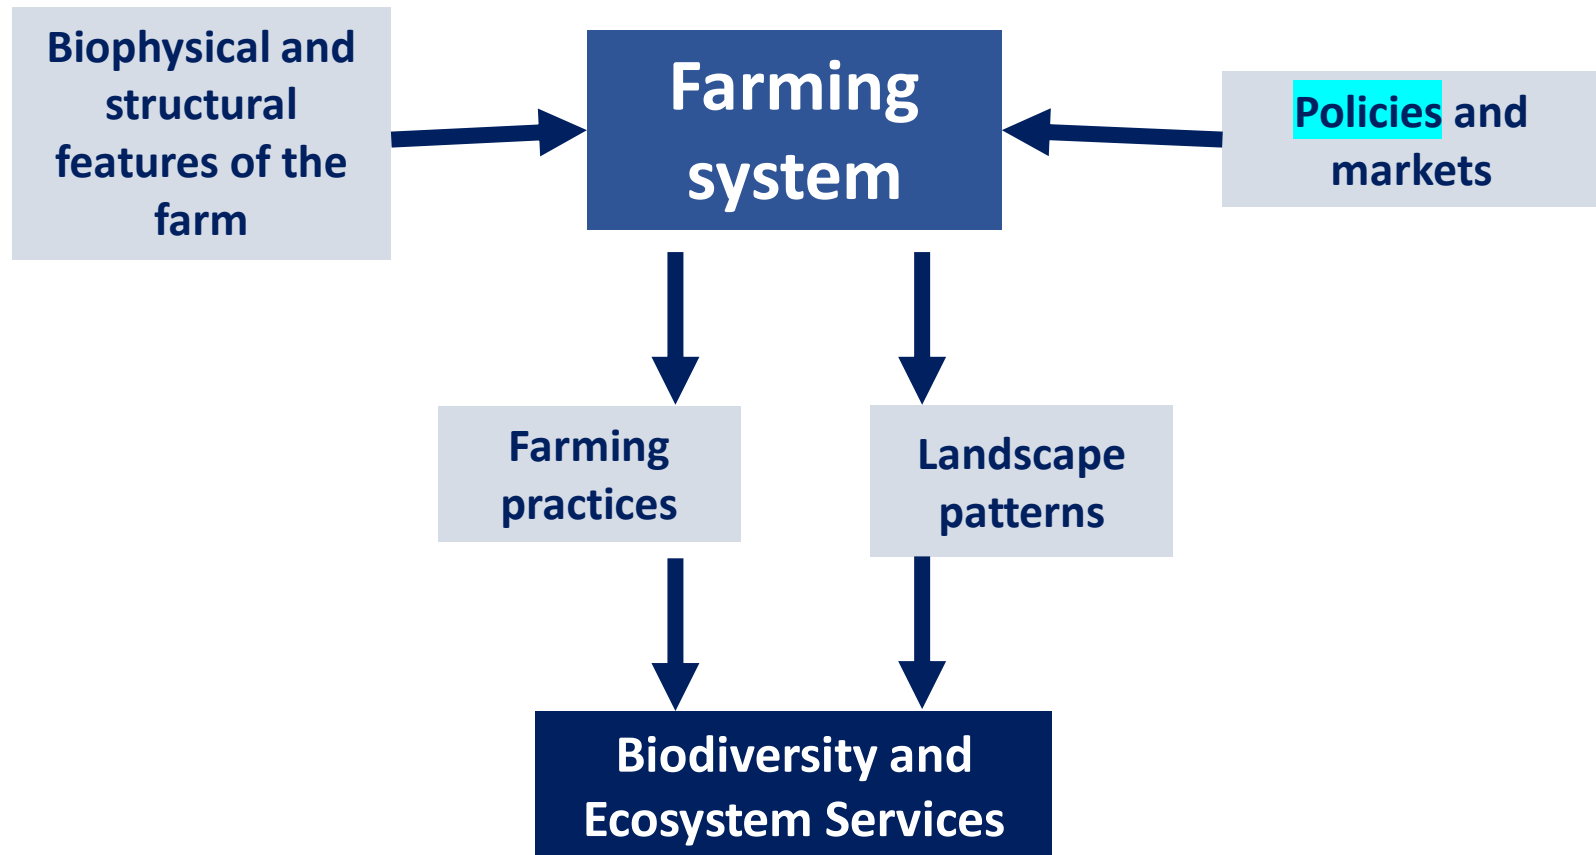 Biophysical and
structural
features of the
farm
Farming
system
Policies and
markets
Farming
practices
Landscape
patterns
Biodiversity and
Ecosystem Services